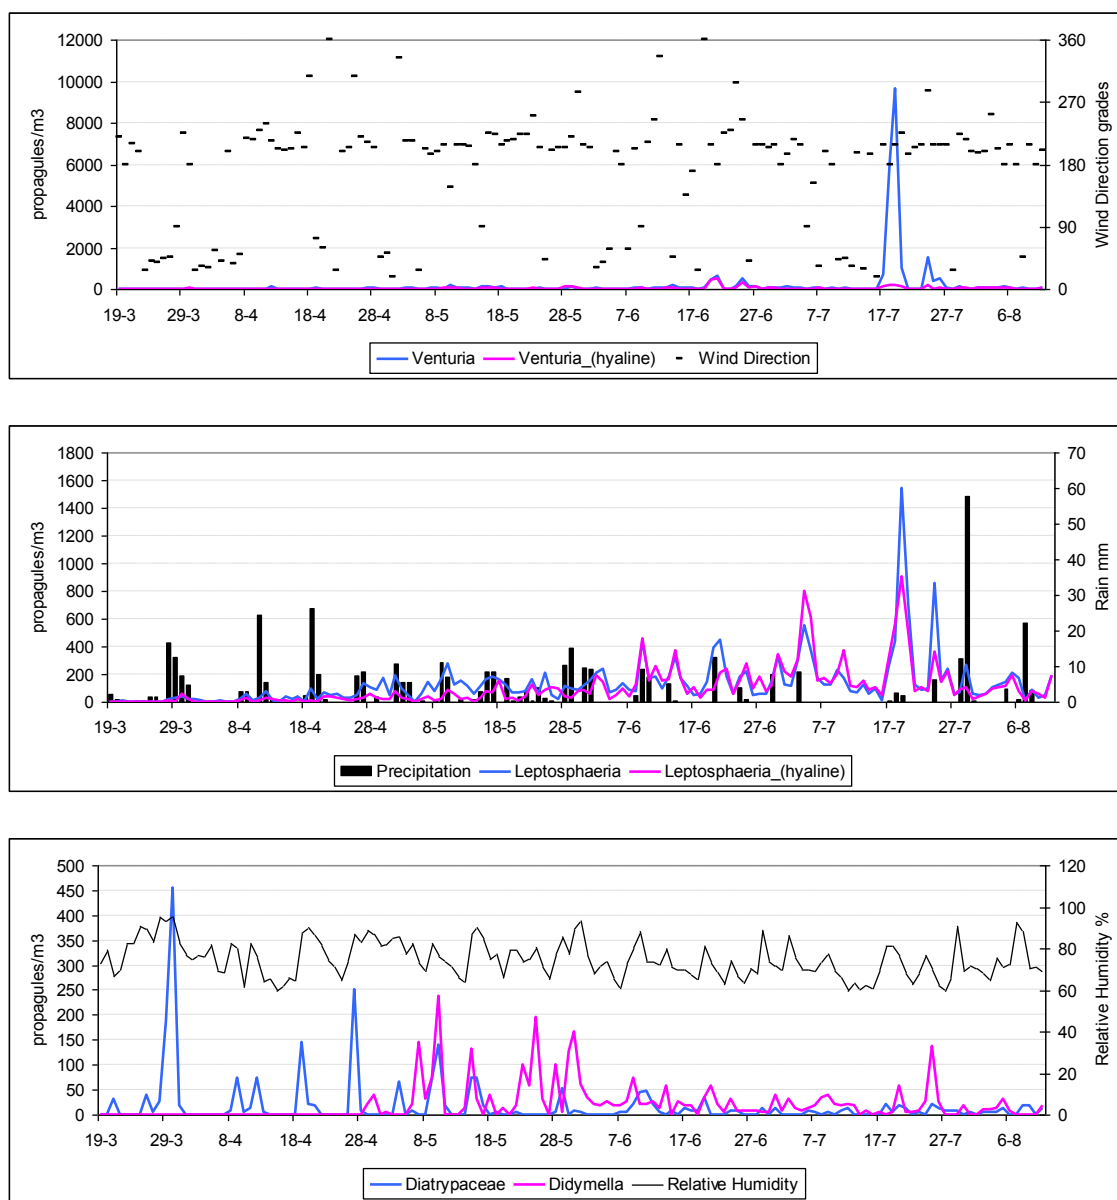 12000 360
10000 270
8000
6000 180
4000
90
2000
0 0
propagules/m3
Wind Direction grades
19-3 29-3 8-4 18-4 28-4 8-5 18-5 28-5 7-6 17-6 27-6 7-7 17-7 27-7 6-8
Venturia Venturia_(hyaline) Wind Direction
1800 70
1600 60
1400
1200 50
1000 40
800 30
600
400 20
200 10
0 0
propagules/m3
Rain mm
19-3 29-3 8-4 18-4 28-4 8-5 18-5 28-5 7-6 17-6 27-6 7-7 17-7 27-7 6-8
Precipitation Leptosphaeria Leptosphaeria_(hyaline)
500 120
450
400 100
350 80
300
250 60
200
150 40
100 20
50
0 0
propagules/m3
Relative Humidity %
19-3 29-3 8-4 18-4 28-4 8-5 18-5 28-5 7-6 17-6 27-6 7-7 17-7 27-7 6-8
Diatrypaceae Didymella Relative Humidity